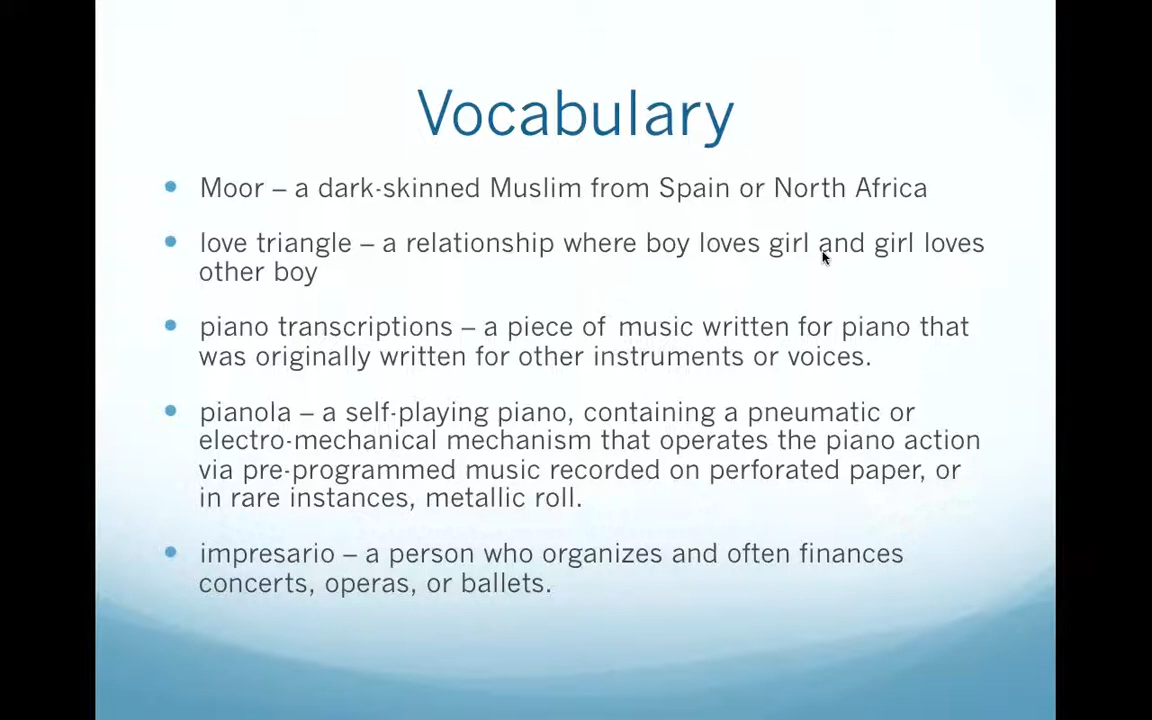 Vocabulary
• Moor – a dark-skinned Muslim from Spain or North Africa
• love triangle – a relationship where boy loves girl and girl loves
other boy
• piano transcriptions – a piece of music written for piano that
was originally written for other instruments or voices.
• pianola – a self-playing piano, containing a pneumatic or
electro-mechanical mechanism that operates the piano action
via pre-programmed music recorded on perforated paper, or
in rare instances, metallic roll.
• impresario – a person who organizes and often finances
concerts, operas, or ballets.